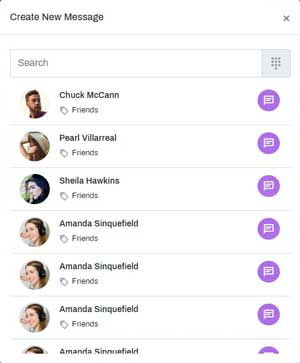 Create New Message
×
Search
Chuck McCann
Friends
Pearl Villarreal
Friends
Sheila Hawkins
Friends
Amanda Sinquefield
Friends
Amanda Sinquefield
Friends
Amanda Sinquefield
Friends
Amanda Sinquefield